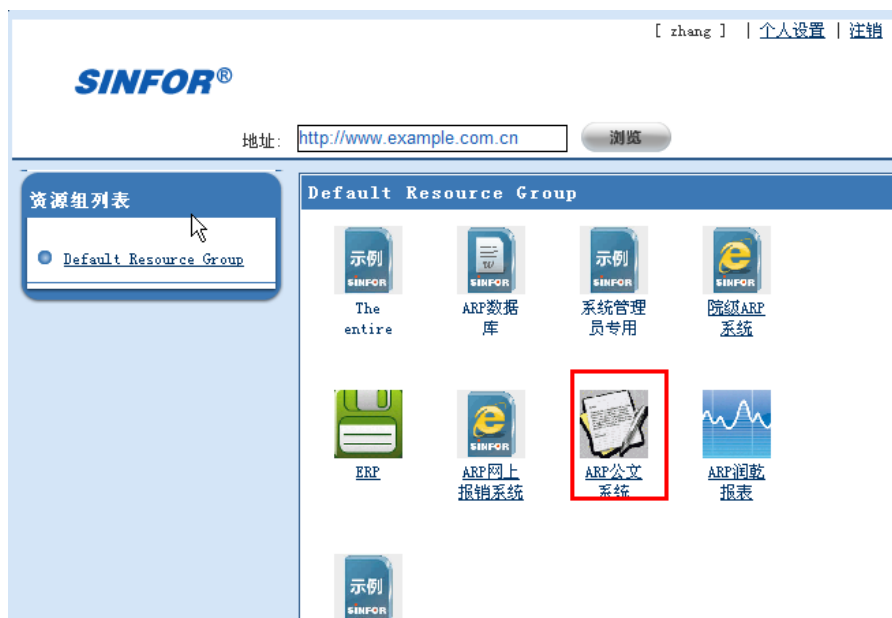 [ zhang ] | 个人设置 | 注销
SINFOR®
地址: http://www.example.com.cn 浏览
资源组列表
Default Resource Group
Default Resource Group
示例
SINFOR
The
entire
W
SINFOR
ARP数据
库
示例
SINFOR
系统管理
员专用
SINFOR
院级ARP
系统
ERP
SINFOR
ARP网上
报销系统
ARP公文
系统
ARP润乾
报表
示例
SINFOR